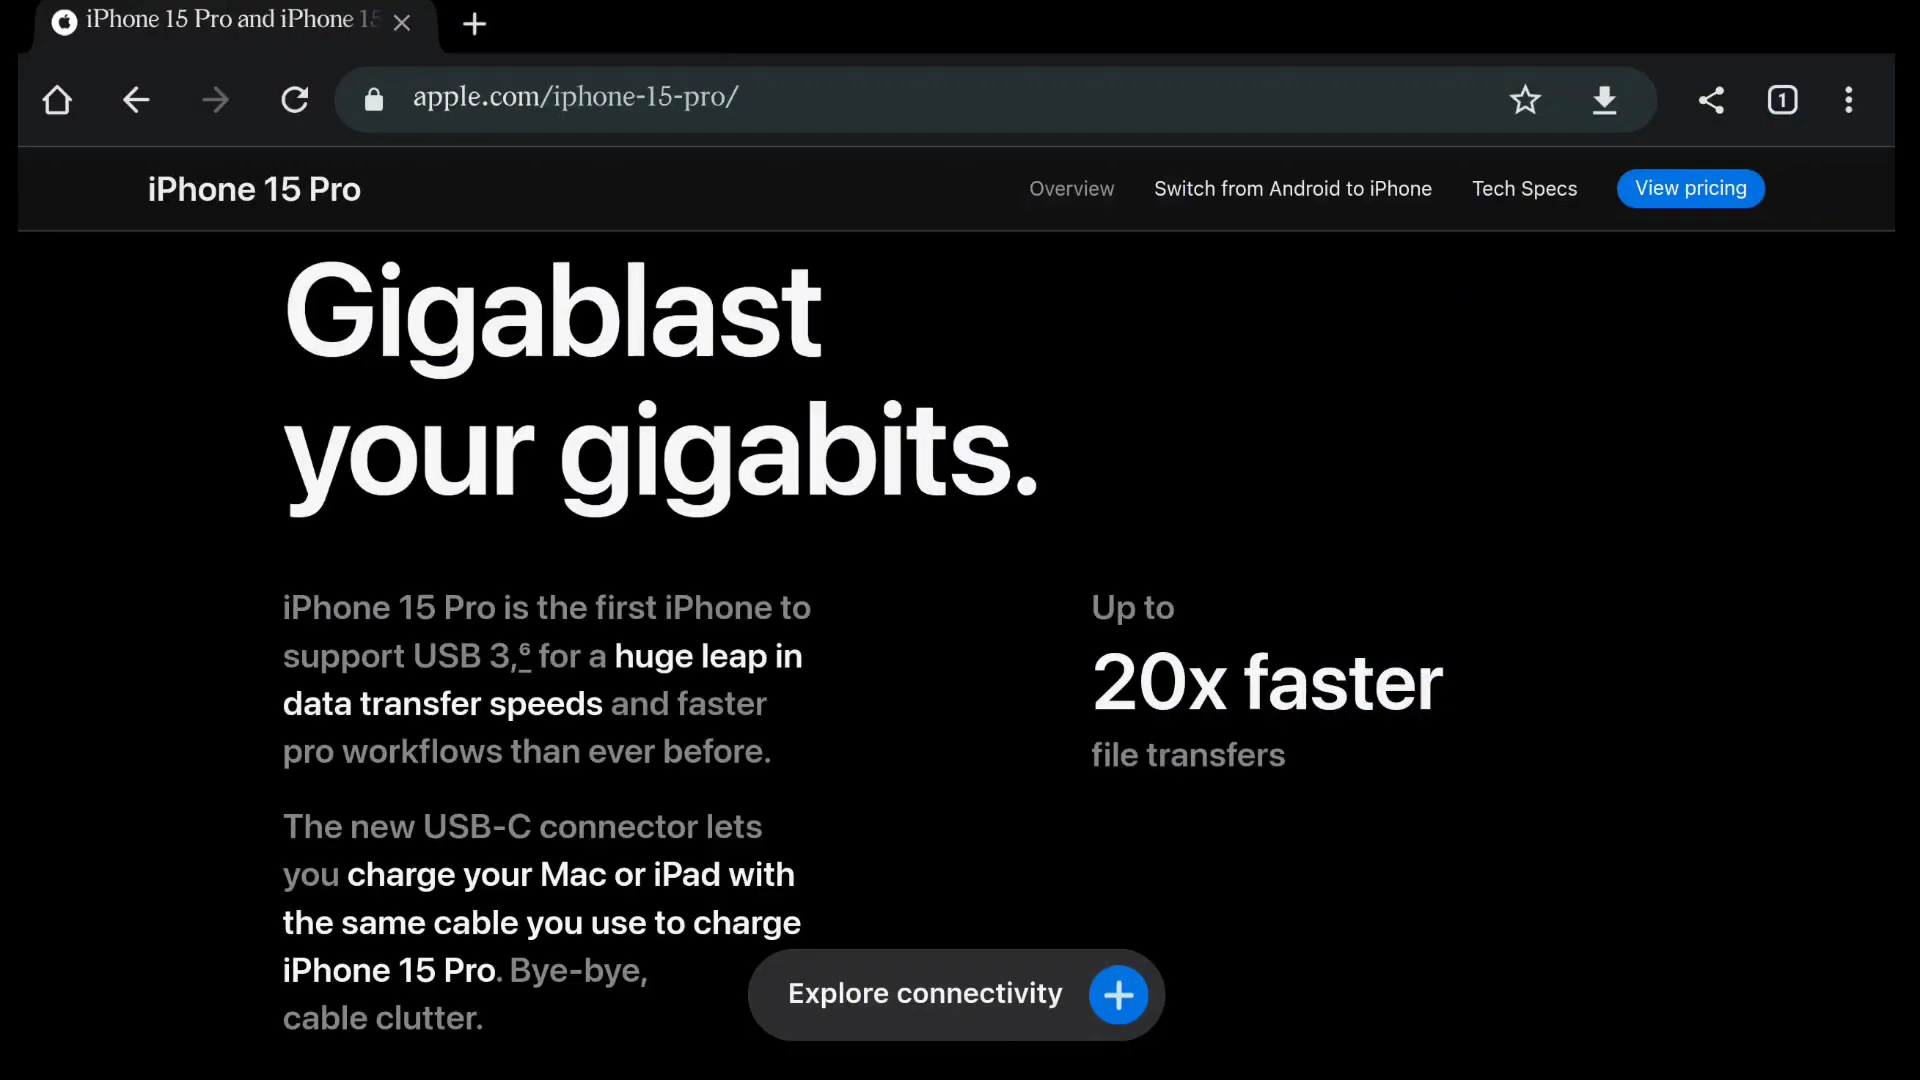 iPhone 15 Pro and iPhone 15
apple.com/iphone-15-pro/
1
iPhone 15 Pro
Overview
Switch from Android to iPhone
Tech Specs
View pricing
Gigablast
your gigabits.
iPhone 15 Pro is the first iPhone to
support USB 3,⁶ for a huge leap in
data transfer speeds and faster
pro workflows than ever before.
The new USB-C connector lets
you charge your Mac or iPad with
the same cable you use to charge
iPhone 15 Pro. Bye-bye,
cable clutter.
Up to
20x faster
file transfers
Explore connectivity